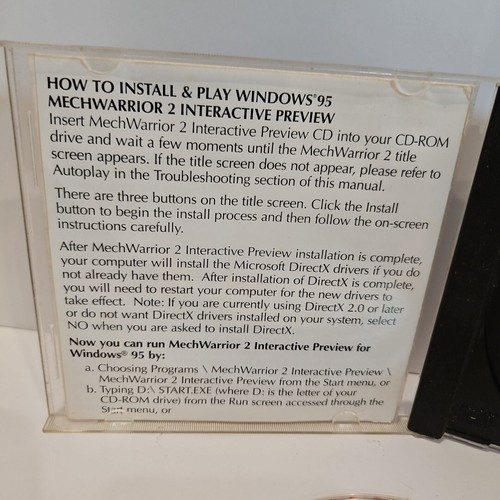 HOW TO INSTALL & PLAY WINDOWS®95
MECHWARRIOR 2 INTERACTIVE PREVIEW
Insert MechWarrior 2 Interactive Preview CD into your CD-ROM
drive and wait a few moments until the MechWarrior 2 title
screen appears. If the title screen does not appear, please refer to
Autoplay in the Troubleshooting section of this manual.
There are three buttons on the title screen. Click the Install
button to begin the install process and then follow the on-screen
instructions carefully.
After MechWarrior 2 Interactive Preview installation is complete,
your computer will install the Microsoft DirectX drivers if you do
not already have them. After installation of DirectX is complete,
you will need to restart your computer for the new drivers to
take effect. Note: If you are currently using DirectX 2.0 or later
or do not want DirectX drivers installed on your system, select
NO when you are asked to install DirectX.
Now you can run MechWarrior 2 Interactive Preview for
Windows® 95 by:
a. Choosing Programs \ MechWarrior 2 Interactive Preview \
MechWarrior 2 Interactive Preview from the Start menu, or
b. Typing D:\ START.EXE (where D: is the letter of your
CD-ROM drive) from the Run screen accessed through the
Start menu, or